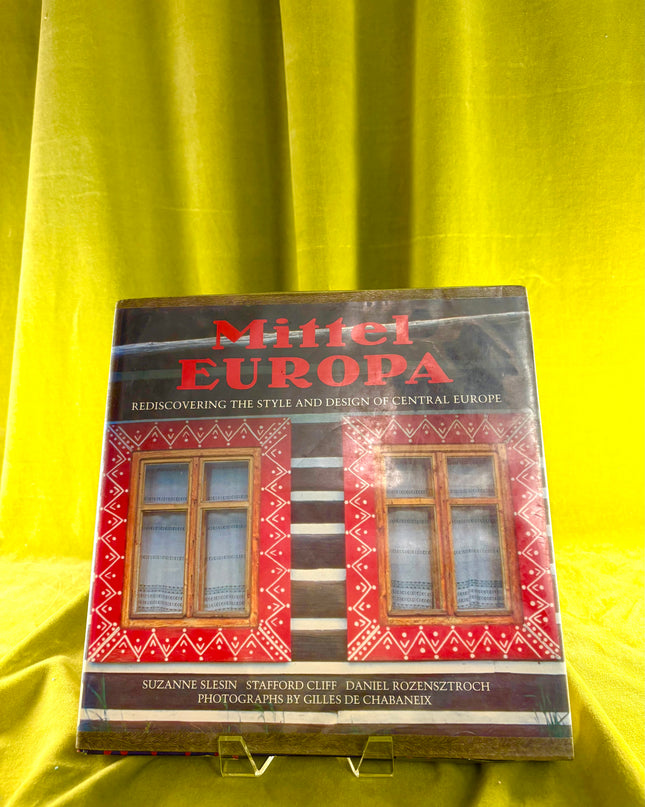 Mittel
EUROPA
REDISCOVERING THE STYLE AND DESIGN OF CENTRAL EUROPE
SUZANNE SLESIN STAFFORD CLIFF DANIEL ROZENSZTROCH
PHOTOGRAPHS BY GILLES DE CHABANEIX